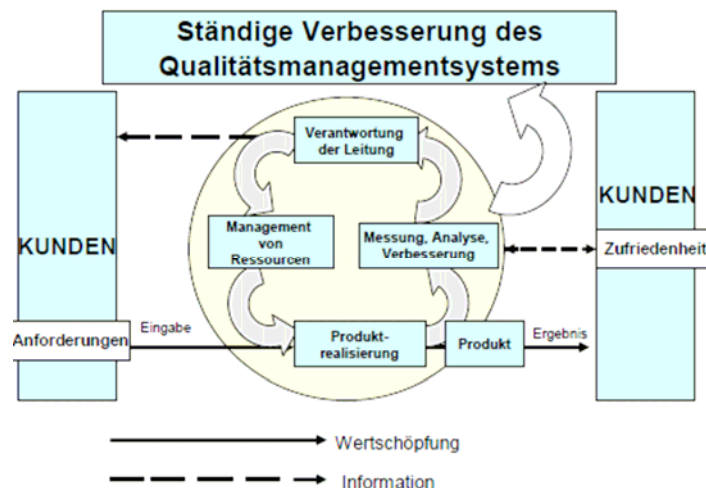 Ständige Verbesserung des
Qualitätsmanagementsystems
Verantwortung
der Leitung
KUNDEN
KUNDEN
Management
von
Ressourcen
Messung, Analyse,
Verbesserung
Zufriedenheit
Anforderungen
Eingabe
Produkt-
realisierung
Produkt
Ergebnis
Wertschöpfung
Information